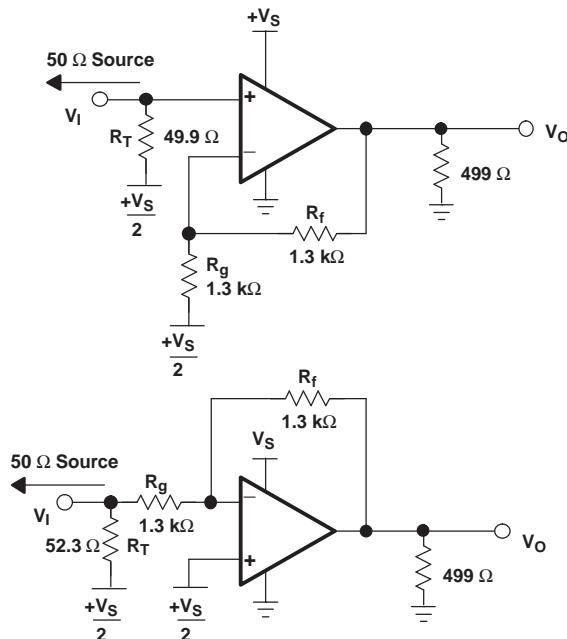 +VS
50 Ω Source
VI
+
RT
49.9 Ω
−
VO
499 Ω
+VS
2
Rf
1.3 kΩ
Rg
1.3 kΩ
+VS
2
Rf
1.3 kΩ
VS
50 Ω Source
Rg
VI
1.3 kΩ
−
VO
52.3 Ω
RT
+
499 Ω
+VS
2
+VS
2